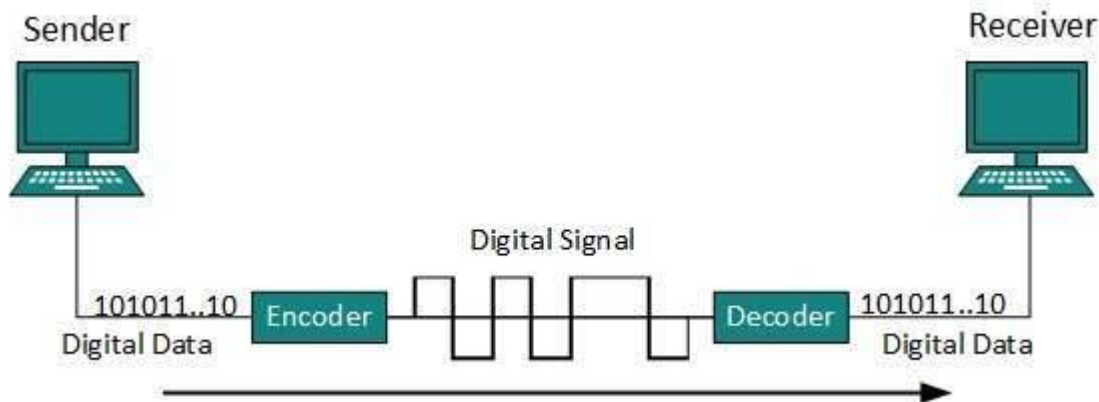 Sender
Receiver
Digital Signal
101011..10
Encoder
Decoder
101011..10
Digital Data
Digital Data